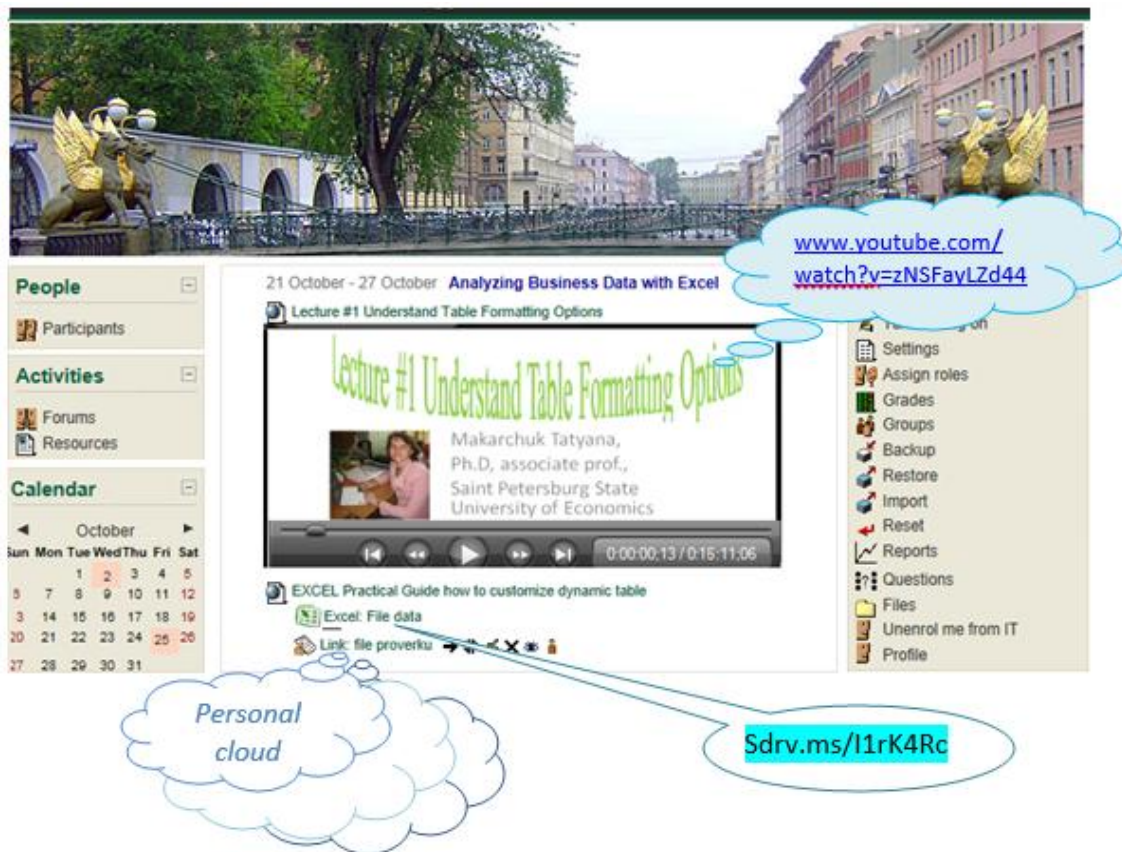 www.youtube.com/
watch?v=zNSFayLZd44
People
Participants
Activities
Forums
Resources
Calendar
October
Sun Mon Tue Wed Thu Fri Sat
1 2 3 4 5
7 8 9 10 11 12
14 15 16 17 18 19
20 21 22 23 24 25 26
27 28 29 30 31
21 October - 27 October Analyzing Business Data with Excel
Lecture #1 Understand Table Formatting Options
Lecture #1 Understand Table Formatting Options
Makarchuk Tatyana,
Ph.D, associate prof.,
Saint Petersburg State
University of Economics
0:00:00;13 / 0:15:11;06
EXCEL Practical Guide how to customize dynamic table
Excel: File data
Link: file proverku
Settings
Assign roles
Grades
Groups
Backup
Restore
Import
Reset
Reports
Questions
Files
Unenrol me from IT
Profile
Personal
cloud
Sdrv.ms/I1rK4Rc